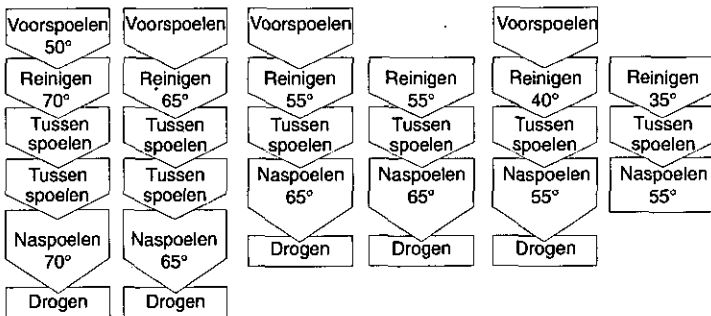 Voorspoelen
50°
Reinigen
70°
Tussen
spoelen
Tussen
spoelen
Naspoelen
70°
Drogen
Voorspoelen
Reinigen
65°
Tussen
spoelen
Tussen
spoelen
Naspoelen
65°
Drogen
Voorspoelen
Reinigen
55°
Tussen
spoelen
Naspoelen
65°
Drogen
Reinigen
55°
Tussen
spoelen
Naspoelen
65°
Drogen
Voorspoelen
Reinigen
40°
Tussen
spoelen
Naspoelen
55°
Drogen
Reinigen
35°
Tussen
spoelen
Naspoelen
55°